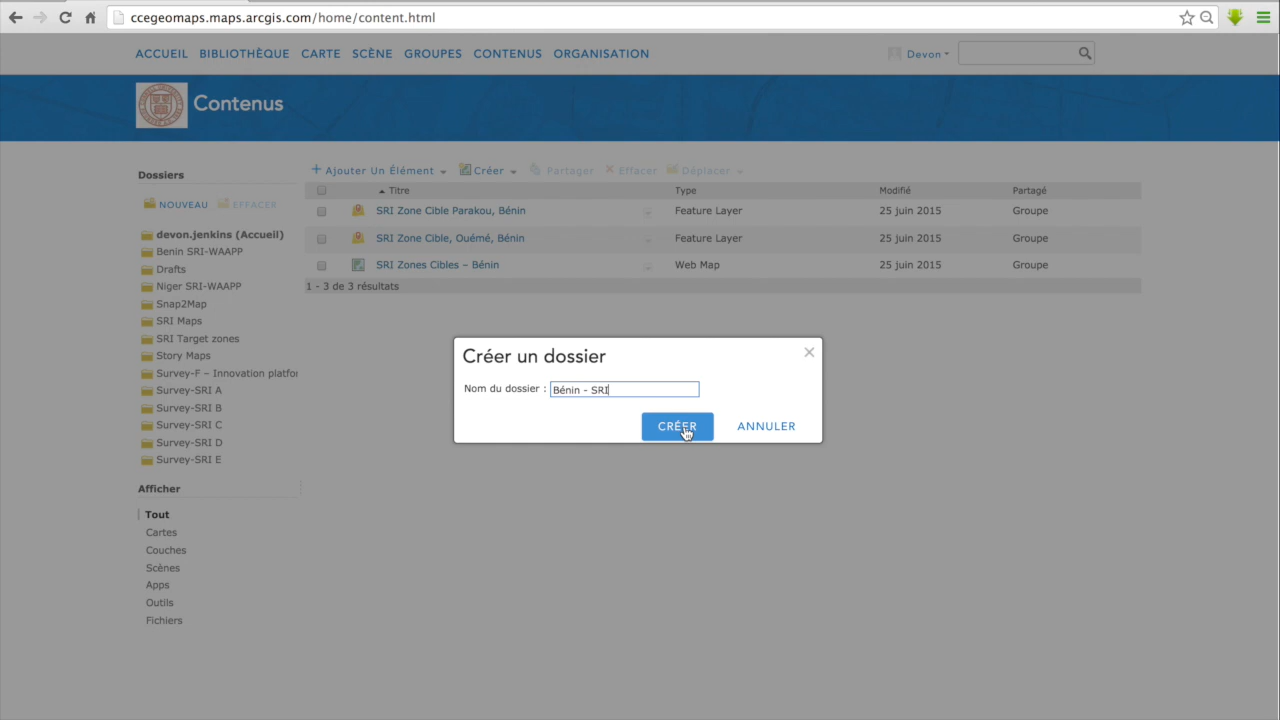 ccegeomaps.maps.arcgis.com/home/content.html
ACCUEIL BIBLIOTHÈQUE CARTE SCÈNE GROUPES CONTENUS ORGANISATION Devon
Contenus
Dossiers
NOUVEAU EFFACER
devon.jenkins (Accueil)
Benin SRI-WAAPP
Drafts
Niger SRI-WAAPP
Snap2Map
SRI Maps
SRI Target zones
Story Maps
Survey-F – Innovation platfor
Survey-SRI A
Survey-SRI B
Survey-SRI C
Survey-SRI D
Survey-SRI E
Afficher
Tout
Cartes
Couches
Scènes
Apps
Outils
Fichiers
+ Ajouter Un Élément Créer Partager Effacer Déplacer
Titre Type Modifié Partagé
SRI Zone Cible Parakou, Bénin Feature Layer 25 juin 2015 Groupe
SRI Zone Cible, Ouémé, Bénin Feature Layer 25 juin 2015 Groupe
SRI Zones Cibles – Bénin Web Map 25 juin 2015 Groupe
1 - 3 de 3 résultats
Créer un dossier
Nom du dossier : Bénin - SRI
CRÉER ANNULER